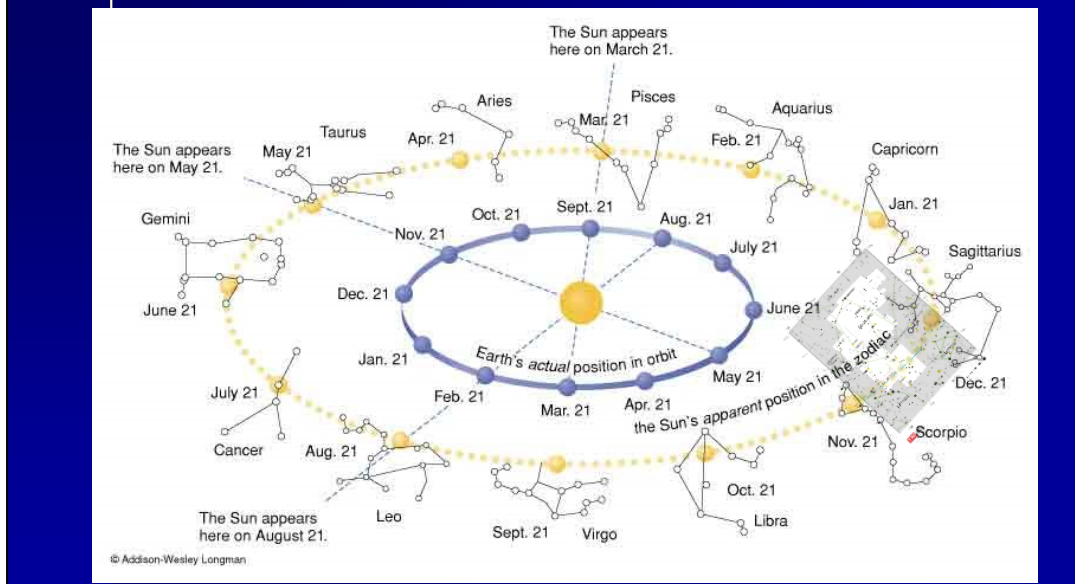 The Sun appears
here on March 21.
Aries
Pisces
Mar. 21
Aquarius
Taurus
Apr. 21
Feb. 21
The Sun appears
here on May 21.
May 21
Capricorn
Jan. 21
Gemini
Oct. 21
Sept. 21
Aug. 21
Nov. 21
July 21
Sagittarius
Dec. 21
June 21
June 21
Jan. 21
Earth's actual position in orbit
May 21
Dec. 21
July 21
Feb. 21
Mar. 21
Apr. 21
the Sun's apparent position in the zodiac
Cancer
Aug. 21
Nov. 21
Scorpio
Leo
Oct. 21
The Sun appears
here on August 21.
Sept. 21
Virgo
Libra
© Addison-Wesley Longman